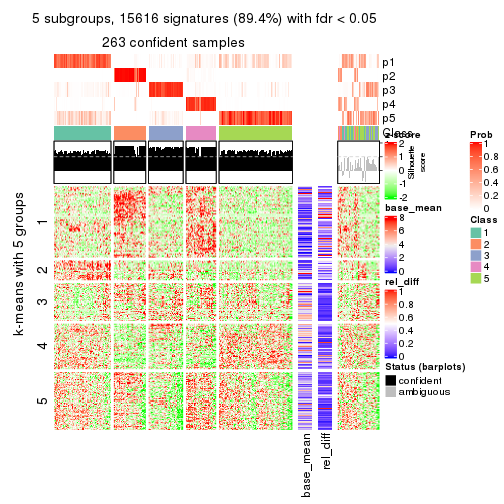 5 subgroups, 15616 signatures (89.4%) with fdr < 0.05
263 confident samples
p1
p2
p3
p4
p5
Class
z-score
2
1
0
-1
-2
Silhouette
score
Prob
1
0.8
0.6
0.4
0.2
0
base_mean
8
6
4
2
0
Class
1
2
3
4
5
rel_diff
1
0.8
0.6
0.4
0.2
0
Status (barplots)
confident
ambiguous
k-means with 5 groups
1
2
3
4
5
base_mean
rel_diff